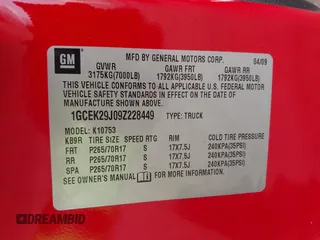 GM
MFD BY GENERAL MOTORS CORP. 04/09
GVWR GAWR FRT GAWR RR
3175KG(7000LB) 1792KG(3950LB) 1792KG(3950LB)
THIS VEHICLE CONFORMS TO ALL APPLICABLE U.S. FEDERAL MOTOR
VEHICLE SAFETY STANDARDS IN EFFECT ON THE DATE OF
MANUFACTURE SHOWN ABOVE.
1GCEK29J09Z228449 TYPE: TRUCK
MODEL: K10753
KB9R TIRE SIZE SPEED RTG RIM COLD TIRE PRESSURE
FRT P265/70R17 S 17X7.5J 240KPA(35PSI)
RR P265/70R17 S 17X7.5J 240KPA(35PSI)
SPA P265/70R17 S 17X7.5J 240KPA(35PSI)
SEE OWNER'S MANUAL FOR ADDITIONAL INFORMATION.
DREAMBID